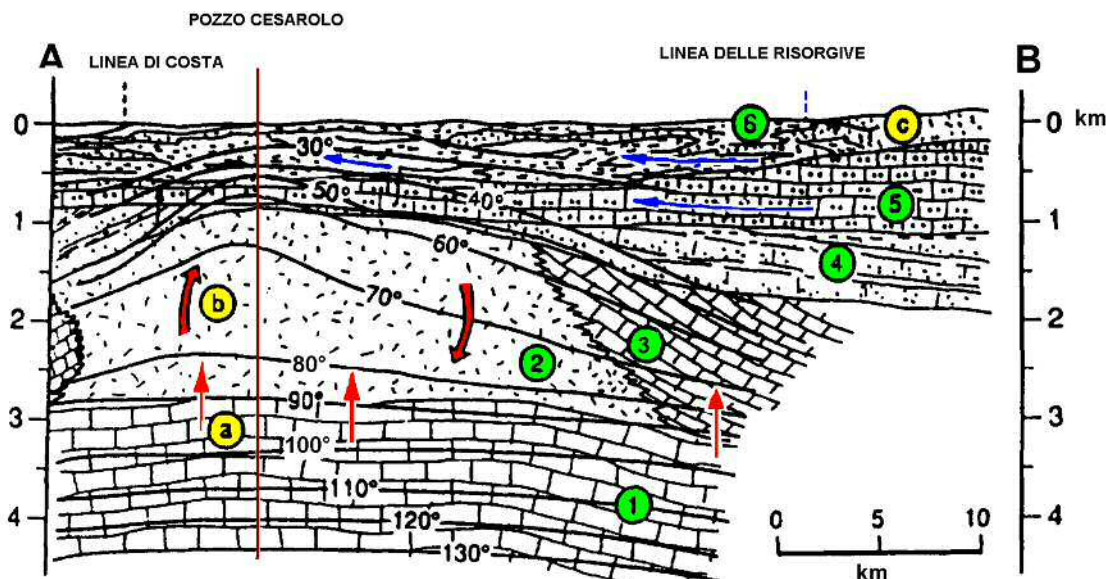 POZZO CESAROLO
A
LINEA DI COSTA
LINEA DELLE RISORGIVE
B
0
6
c
0 km
30°
50°
40°
5
1
1
60°
4
b
70°
2
3
2
80°
2
3
90°
3
a
100°
110°
1
4
120°
0
5
10
4
130°
km